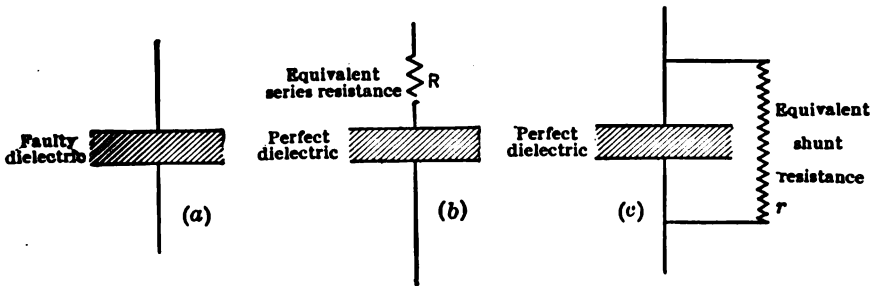 Faulty
dielectric
(a)
Equivalent
series resistance
R
Perfect
dielectric
(b)
Perfect
dielectric
(c)
Equivalent
shunt
resistance
r